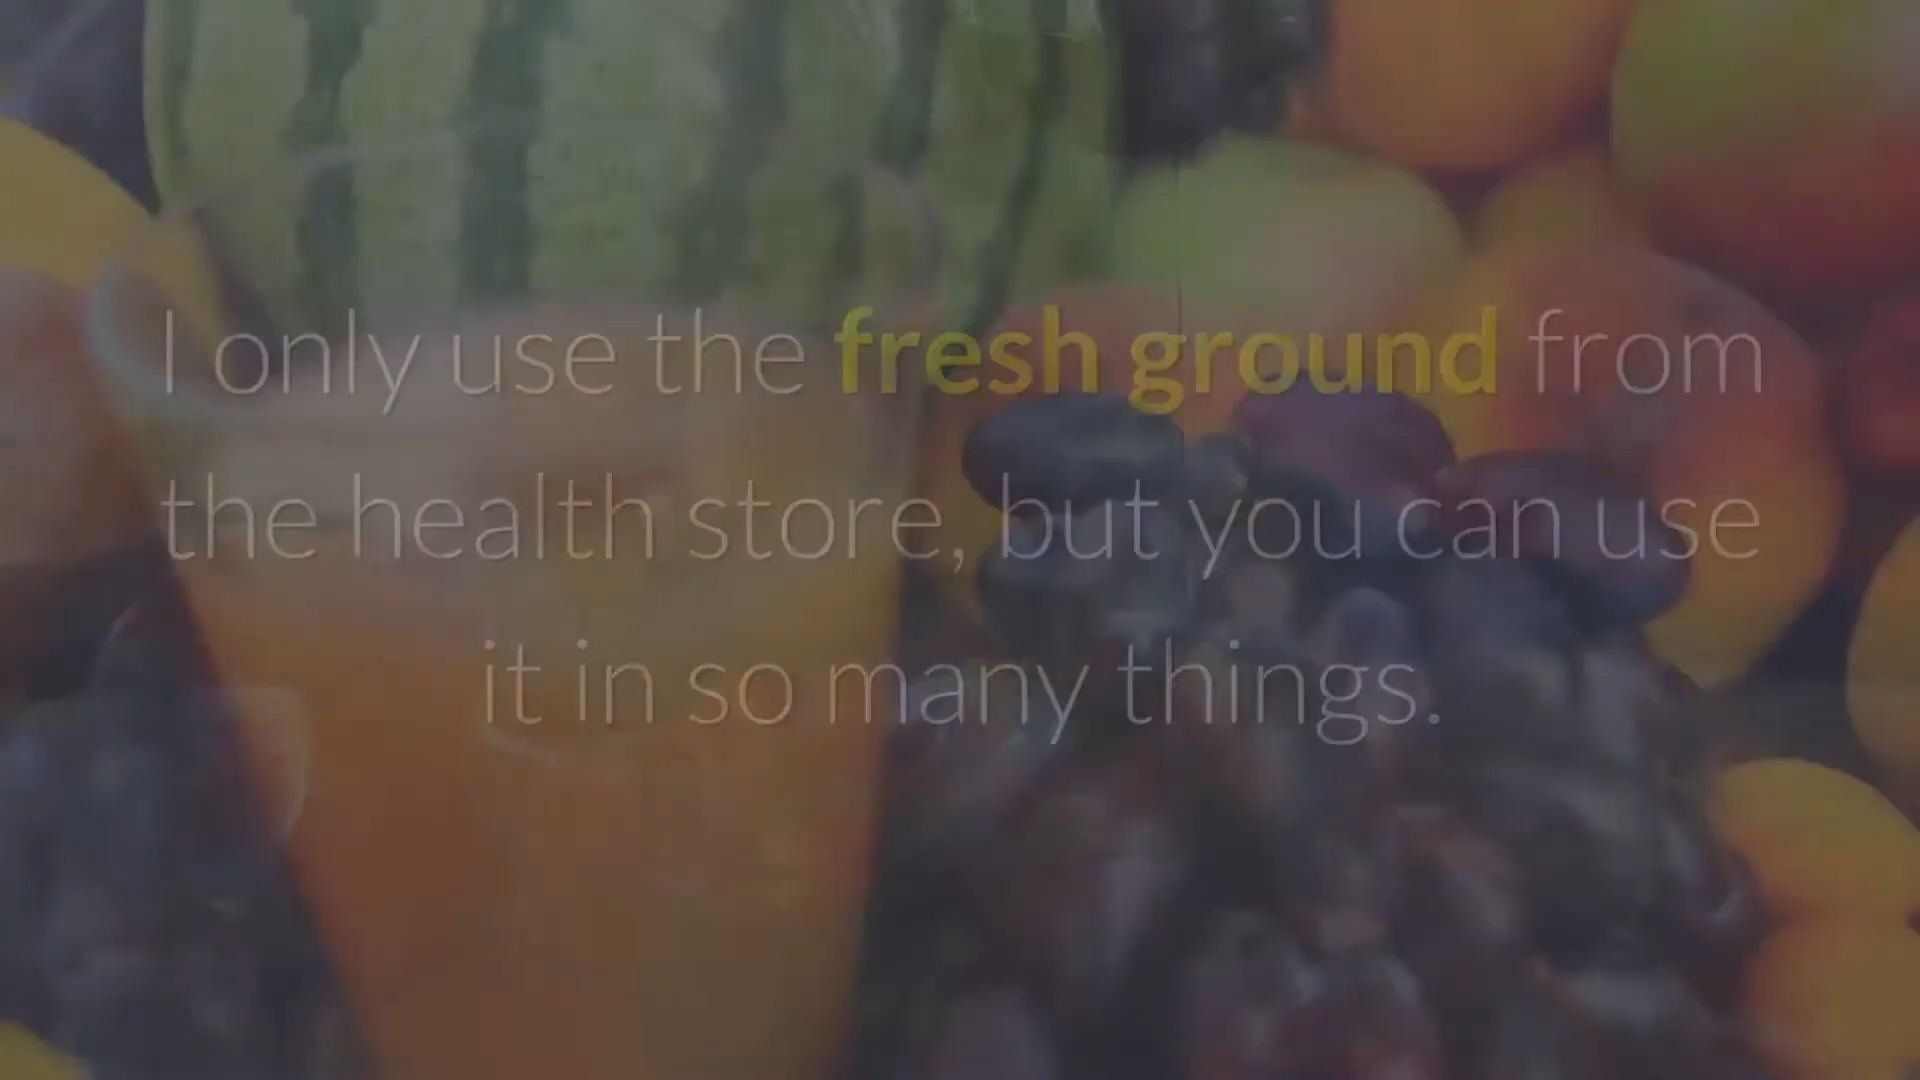 I only use the fresh ground from
the health store, but you can use
it in so many things.